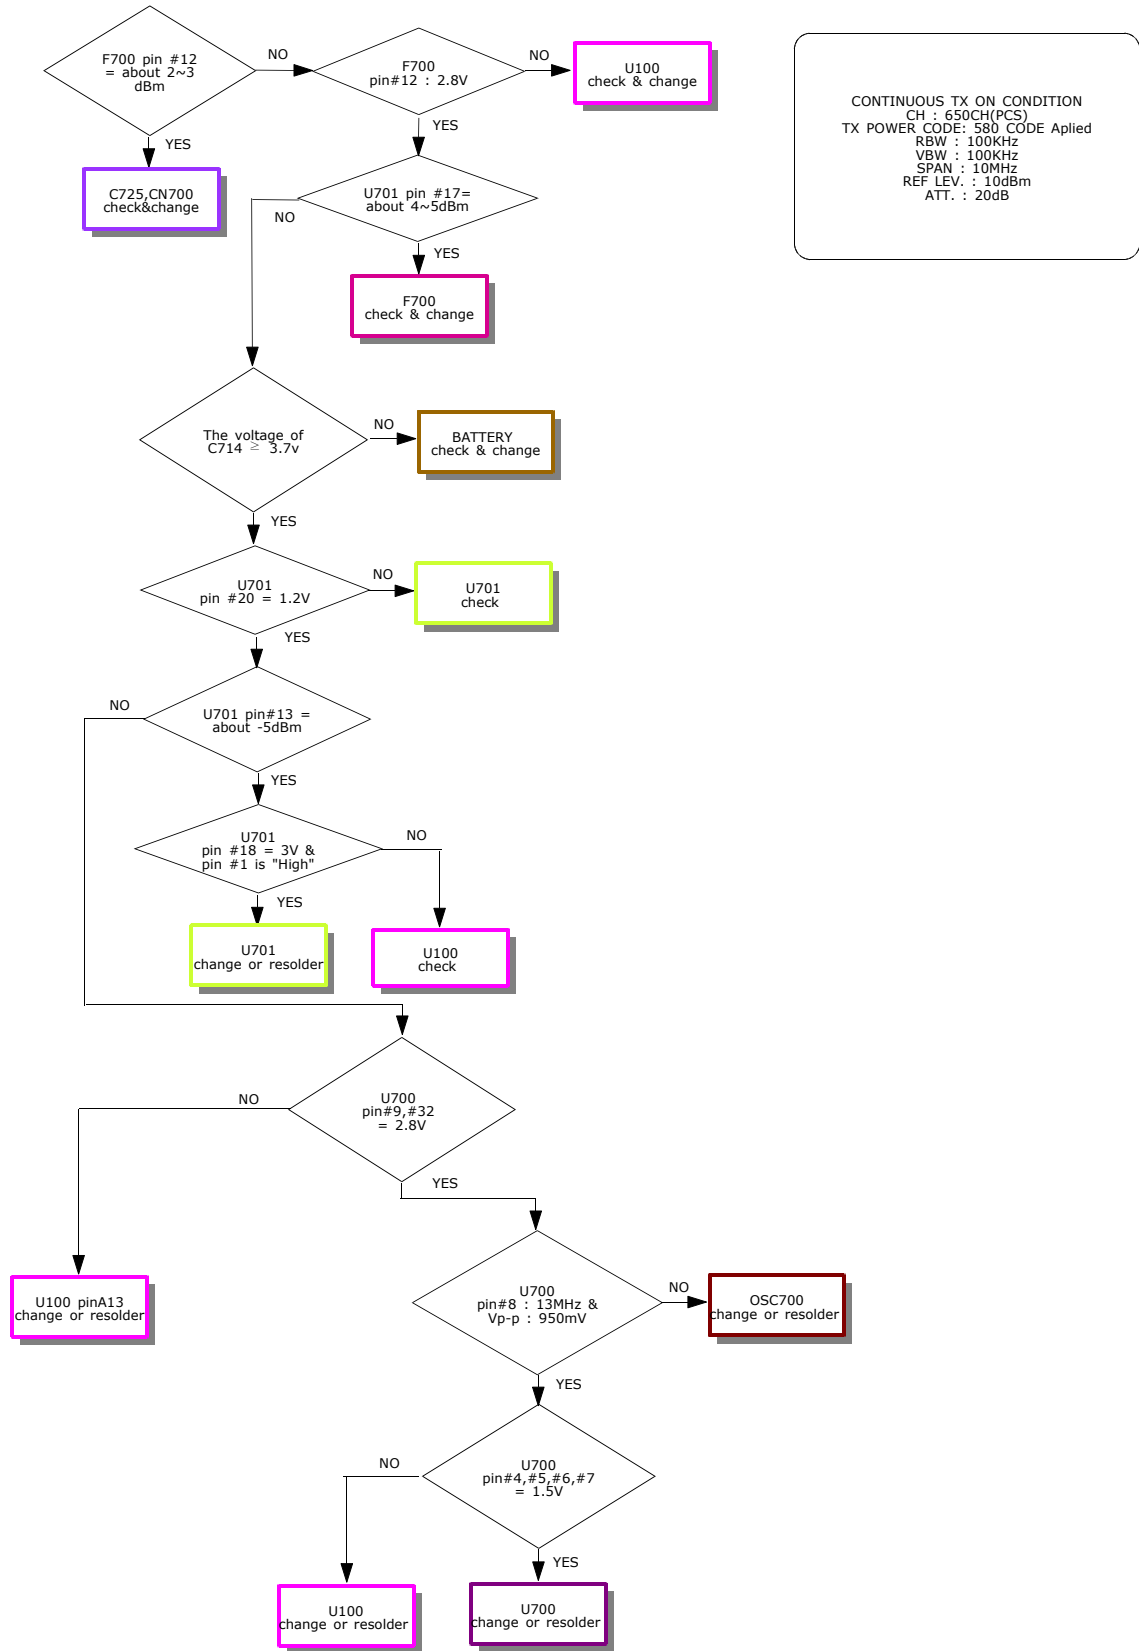 F700 pin #12
= about 2~3
dBm
NO
F700
pin#12 : 2.8V
NO
U100
check & change
CONTINUOUS TX ON CONDITION
CH : 650CH(PCS)
TX POWER CODE: 580 CODE Aplied
RBW : 100KHz
VBW : 100KHz
SPAN : 10MHz
REF LEV. : 10dBm
ATT. : 20dB
YES
YES
C725,CN700
check&change
U701 pin #17=
about 4~5dBm
NO
YES
F700
check & change
The voltage of
C714 ≥ 3.7v
NO
BATTERY
check & change
YES
U701
pin #20 = 1.2V
NO
U701
check
YES
NO
U701 pin#13 =
about -5dBm
YES
U701
pin #18 = 3V &
pin #1 is "High"
NO
YES
U701
change or resolder
U100
check
U700
pin#9,#32
= 2.8V
NO
YES
U100 pinA13
change or resolder
U700
pin#8 : 13MHz &
Vp-p : 950mV
NO
OSC700
change or resolder
YES
U700
pin#4,#5,#6,#7
= 1.5V
NO
YES
U100
change or resolder
U700
change or resolder